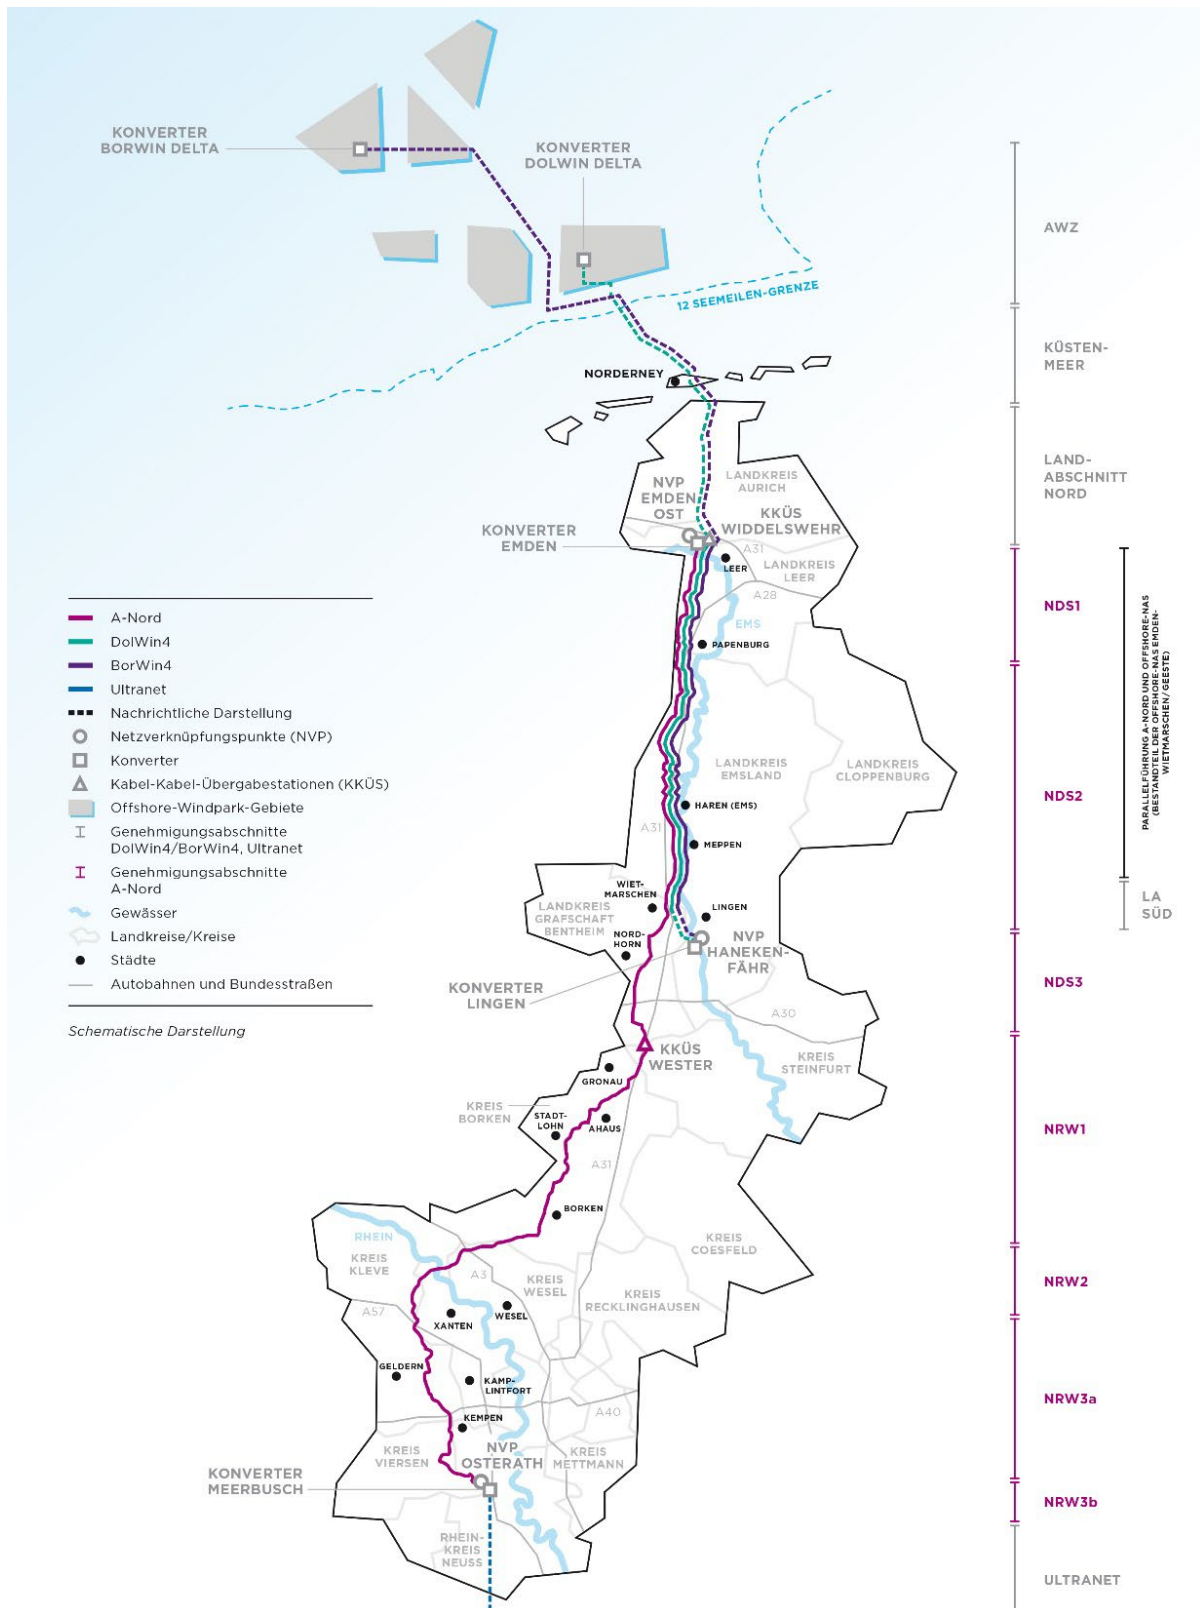 KONVERTER
BORWIN DELTA
KONVERTER
DOLWIN DELTA
12 SEEMEILEN-GRENZE
NORDERNEY
LANDKREIS
AURICH
NVP
EMDEN
OST
KKÜS
WIDDELSWEHR
KONVERTER
EMDEN
A31
LEER
LANDKREIS
LEER
A28
EMS
PAPENBURG
LANDKREIS
EMSLAND
LANDKREIS
CLOPPENBURG
HAREN (EMS)
A31
MEPPEN
WIET-
MARSCHEN
LANDKREIS
GRAFSCHAFT
BENTHEIM
LINGEN
NORD-
HORN
NVP
HANEKEN-
FÄHR
KONVERTER
LINGEN
A30
KKÜS
WESTER
KREIS
STEINFURT
GRONAU
KREIS
BORKEN
STADT-
LOHN
AHAUS
A31
BORKEN
RHEIN
KREIS
KLEVE
KREIS
COESFELD
A3
KREIS
WESEL
KREIS
RECKLINGHAUSEN
A57
XANTEN
WESEL
GELDERN
KAMP-
LINTFORT
KEMPEN
A40
KREIS
VIERSEN
NVP
OSTERATH
KREIS
METTMANN
KONVERTER
MEERBUSCH
RHEIN-
KREIS
NEUSS
A-Nord
DolWin4
BorWin4
Ultranet
Nachrichtliche Darstellung
Netzverknüpfungspunkte (NVP)
Konverter
Kabel-Kabel-Übergabestationen (KKÜS)
Offshore-Windpark-Gebiete
Genehmigungsabschnitte
DolWin4/BorWin4, Ultranet
Genehmigungsabschnitte
A-Nord
Gewässer
Landkreise/Kreise
Städte
Autobahnen und Bundesstraßen
Schematische Darstellung
AWZ
KÜSTEN-
MEER
LAND-
ABSCHNITT
NORD
NDS1
NDS2
PARALLELFÜHRUNG A-NORD UND OFFSHORE-NAS
(BESTANDTEIL DER OFFSHORE-NAS EMDEN-
WIETMARSCHEN/GEESTE)
LA
SÜD
NDS3
NRW1
NRW2
NRW3a
NRW3b
ULTRANET